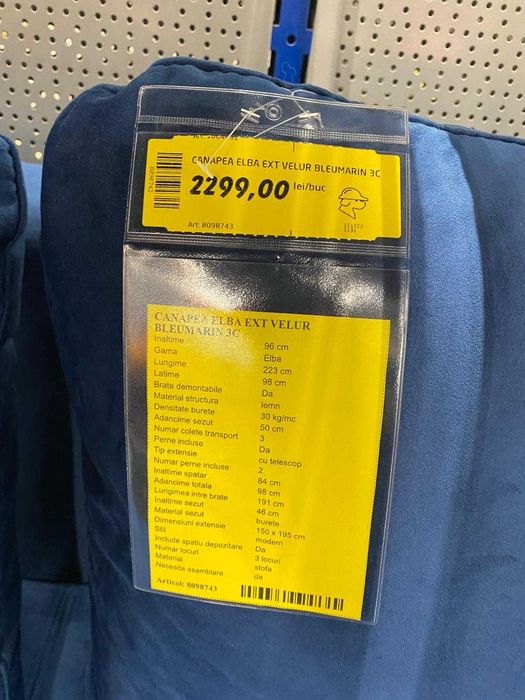 CANAPEA ELBA EXT VELUR BLEUMARIN 3C
8098743
2299,00 lei/buc
Art: 8098743
151222
1131
CANAPEA ELBA EXT VELUR
BLEUMARIN 3C
Inaltime 96 cm
Gama Elba
Lungime 223 cm
Latime 98 cm
Brate demontabile Da
Material structura lemn
Densitate burete 30 kg/mc
Adancime sezut 50 cm
Numar colete transport 3
Perne incluse Da
Tip extensie cu telescop
Numar perne incluse 2
Inaltime spatar 84 cm
Adancime totala 98 cm
Lungimea intre brate 191 cm
Inaltime sezut 46 cm
Material sezut burete
Dimensiuni extensie 150 x 195 cm
Stil modern
Include spatiu depozitare Da
Numar locuri 3 locuri
Material stofa
Necesita asamblare da
Articol: 8098743